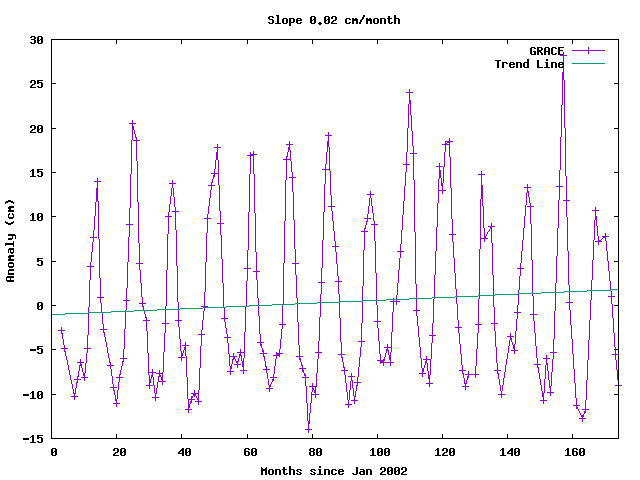 Slope 0.02 cm/month
GRACE
Trend Line
30
25
20
15
10
5
0
-5
-10
-15
Anomaly (cm)
0 20 40 60 80 100 120 140 160
Months since Jan 2002